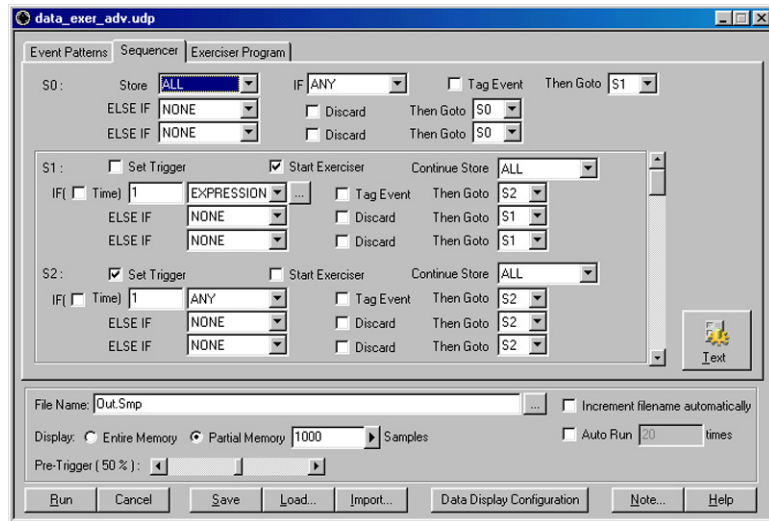 data_exer_adv.udp
Event Patterns Sequencer Exerciser Program
S0 : Store ALL IF ANY Tag Event Then Goto S1
ELSE IF NONE Discard Then Goto S0
ELSE IF NONE Discard Then Goto S0
S1 : Set Trigger Start Exerciser Continue Store ALL
IF( Time) 1 EXPRESSION ... Tag Event Then Goto S2
ELSE IF NONE Discard Then Goto S1
ELSE IF NONE Discard Then Goto S1
S2 : Set Trigger Start Exerciser Continue Store ALL
IF( Time) 1 ANY Tag Event Then Goto S2
ELSE IF NONE Discard Then Goto S2
ELSE IF NONE Discard Then Goto S2
Text
File Name: Out.Smp ... Increment filename automatically
Display: Entire Memory Partial Memory 1000 Samples Auto Run 20 times
Pre-Trigger ( 50 % ) :
Run Cancel Save Load... Import... Data Display Configuration Note... Help